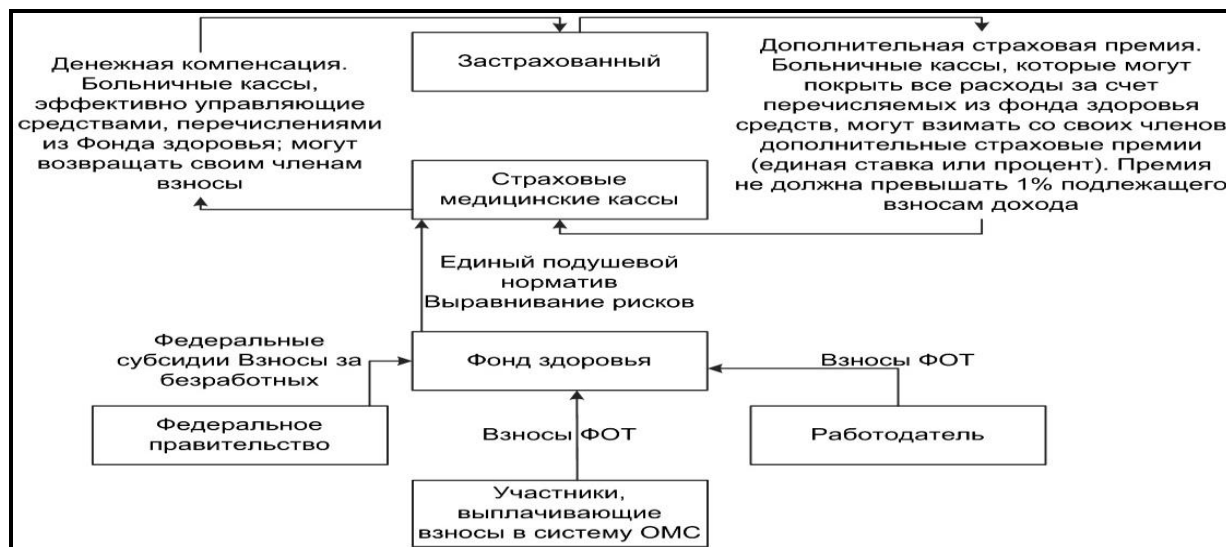 Застрахованный
Денежная компенсация.
Больничные кассы,
эффективно управляющие
средствами, перечислениями
из Фонда здоровья; могут
возвращать своим членам
взносы
Дополнительная страховая премия.
Больничные кассы, которые могут
покрыть все расходы за счет
перечисляемых из фонда здоровья
средств, могут взимать со своих членов
дополнительные страховые премии
(единая ставка или процент). Премия
не должна превышать 1% подлежащего
взносам дохода
Страховые
медицинские кассы
Единый подушевой
норматив
Выравнивание рисков
Федеральные
субсидии Взносы за
безработных
Фонд здоровья
Взносы ФОТ
Федеральное
правительство
Взносы ФОТ
Работодатель
Участники,
выплачивающие
взносы в систему ОМС